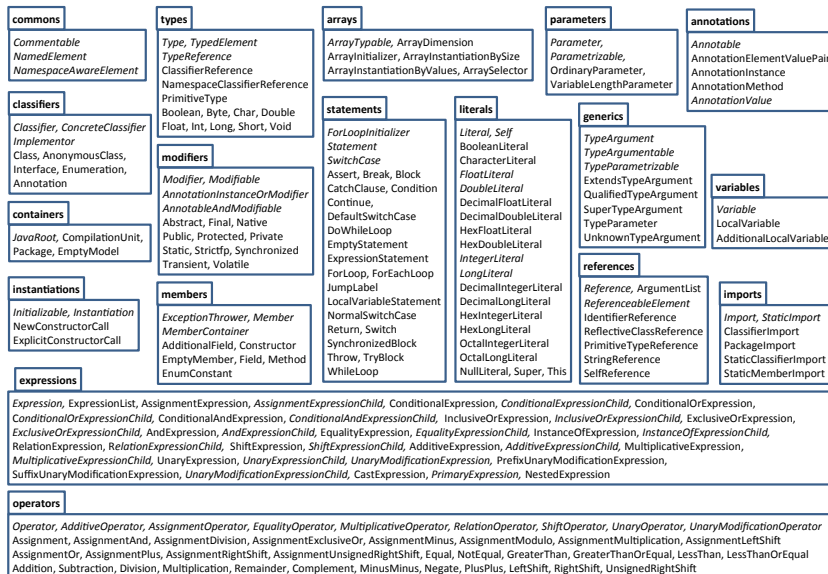 commons
Commentable
NamedElement
NamespaceAwareElement
types
Type, TypedElement
TypeReference
ClassifierReference
NamespaceClassifierReference
PrimitiveType
Boolean, Byte, Char, Double
Float, Int, Long, Short, Void
arrays
ArrayTypable, ArrayDimension
ArrayInitializer, ArrayInstantiationBySize
ArrayInstantiationByValues, ArraySelector
parameters
Parameter,
Parametrizable,
OrdinaryParameter,
VariableLengthParameter
annotations
Annotable
AnnotationElementValuePair
AnnotationInstance
AnnotationMethod
AnnotationValue
classifiers
Classifier, ConcreteClassifier
Implementor
Class, AnonymousClass,
Interface, Enumeration,
Annotation
modifiers
Modifier, Modifiable
AnnotationInstanceOrModifier
AnnotableAndModifiable
Abstract, Final, Native
Public, Protected, Private
Static, Strictfp, Synchronized
Transient, Volatile
statements
ForLoopInitializer
Statement
SwitchCase
Assert, Break, Block
CatchClause, Condition
Continue,
DefaultSwitchCase
DoWhileLoop
EmptyStatement
ExpressionStatement
ForLoop, ForEachLoop
JumpLabel
LocalVariableStatement
NormalSwitchCase
Return, Switch
SynchronizedBlock
Throw, TryBlock
WhileLoop
literals
Literal, Self
BooleanLiteral
CharacterLiteral
FloatLiteral
DoubleLiteral
DecimalFloatLiteral
DecimalDoubleLiteral
HexFloatLiteral
HexDoubleLiteral
IntegerLiteral
LongLiteral
DecimalIntegerLiteral
DecimalLongLiteral
HexIntegerLiteral
HexLongLiteral
OctalIntegerLiteral
OctalLongLiteral
NullLiteral, Super, This
generics
TypeArgument
TypeArgumentable
TypeParametrizable
ExtendsTypeArgument
QualifiedTypeArgument
SuperTypeArgument
TypeParameter
UnknownTypeArgument
variables
Variable
LocalVariable
AdditionalLocalVariable
containers
JavaRoot, CompilationUnit,
Package, EmptyModel
instantiations
Initializable, Instantiation
NewConstructorCall
ExplicitConstructorCall
members
ExceptionThrower, Member
MemberContainer
AdditionalField, Constructor
EmptyMember, Field, Method
EnumConstant
references
Reference, ArgumentList
ReferenceableElement
IdentifierReference
ReflectiveClassReference
PrimitiveTypeReference
StringReference
SelfReference
imports
Import, StaticImport
ClassifierImport
PackageImport
StaticClassifierImport
StaticMemberImport
expressions
Expression, ExpressionList, AssignmentExpression, AssignmentExpressionChild, ConditionalExpression, ConditionalExpressionChild, ConditionalOrExpression,
ConditionalOrExpressionChild, ConditionalAndExpression, ConditionalAndExpressionChild, InclusiveOrExpression, InclusiveOrExpressionChild, ExclusiveOrExpression,
ExclusiveOrExpressionChild, AndExpression, AndExpressionChild, EqualityExpression, EqualityExpressionChild, InstanceOfExpression, InstanceOfExpressionChild,
RelationExpression, RelationExpressionChild, ShiftExpression, ShiftExpressionChild, AdditiveExpression, AdditiveExpressionChild, MultiplicativeExpression,
MultiplicativeExpressionChild, UnaryExpression, UnaryExpressionChild, UnaryModificationExpression, PrefixUnaryModificationExpression,
SuffixUnaryModificationExpression, UnaryModificationExpressionChild, CastExpression, PrimaryExpression, NestedExpression
operators
Operator, AdditiveOperator, AssignmentOperator, EqualityOperator, MultiplicativeOperator, RelationOperator, ShiftOperator, UnaryOperator, UnaryModificationOperator
Assignment, AssignmentAnd, AssignmentDivision, AssignmentExclusiveOr, AssignmentMinus, AssignmentModulo, AssignmentMultiplication, AssignmentLeftShift
AssignmentOr, AssignmentPlus, AssignmentRightShift, AssignmentUnsignedRightShift, Equal, NotEqual, GreaterThan, GreaterThanOrEqual, LessThan, LessThanOrEqual
Addition, Subtraction, Division, Multiplication, Remainder, Complement, MinusMinus, Negate, PlusPlus, LeftShift, RightShift, UnsignedRightShift